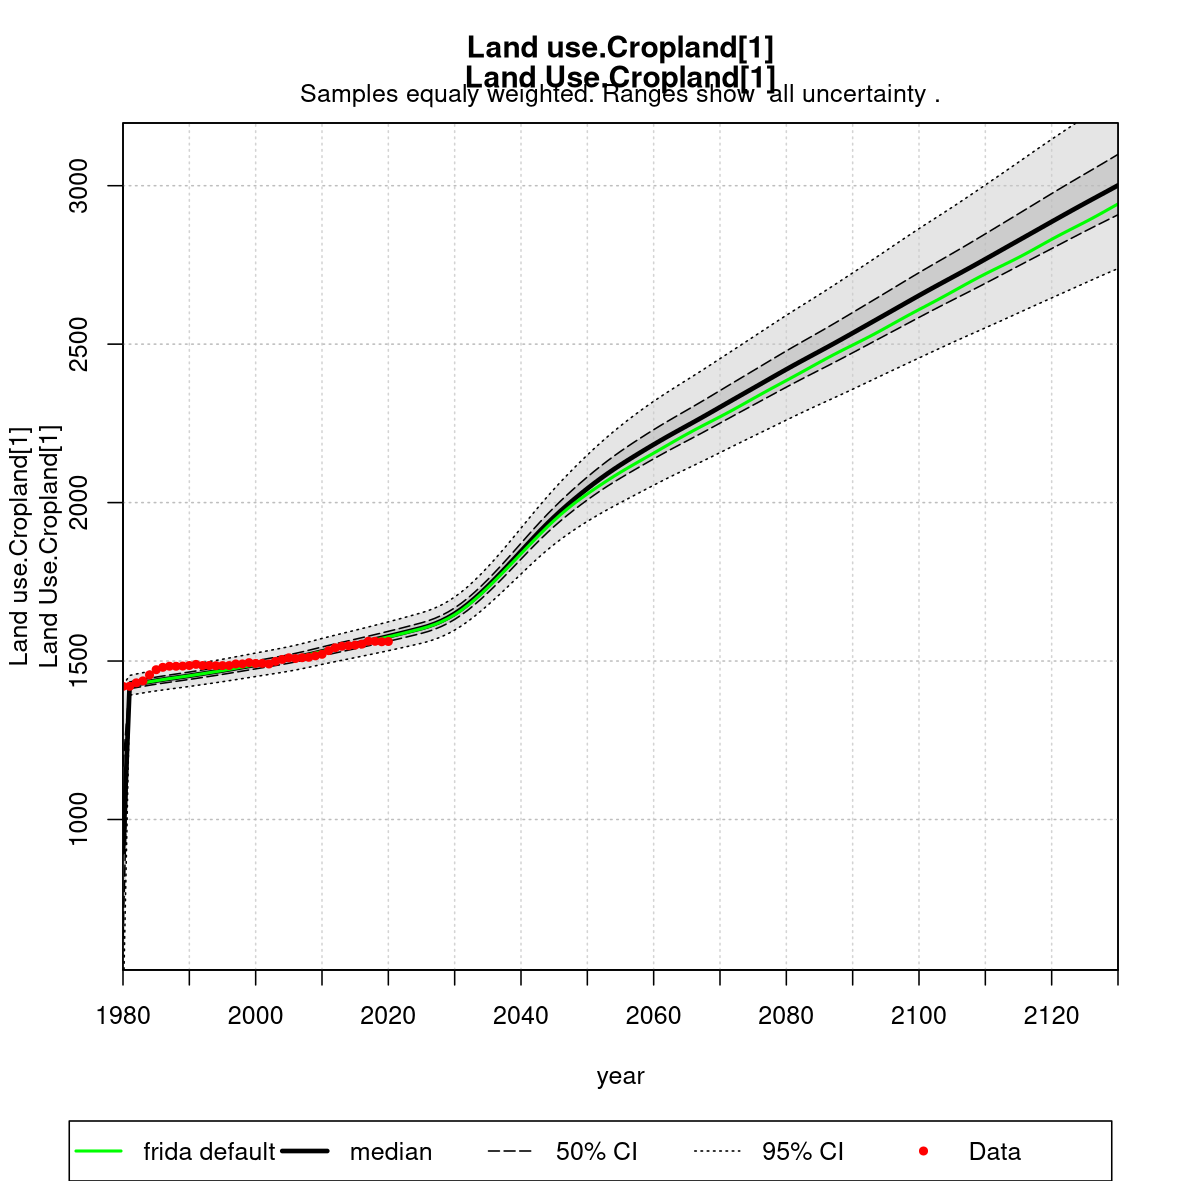 Land use.Cropland[1]
Land Use.Cropland[1]
Samples equaly weighted. Ranges show  all uncertainty .
Land use.Cropland[1]
Land Use.Cropland[1]
3000
2500
2000
1500
1000
1980 2000 2020 2040 2060 2080 2100 2120
year
frida default median 50% CI 95% CI Data